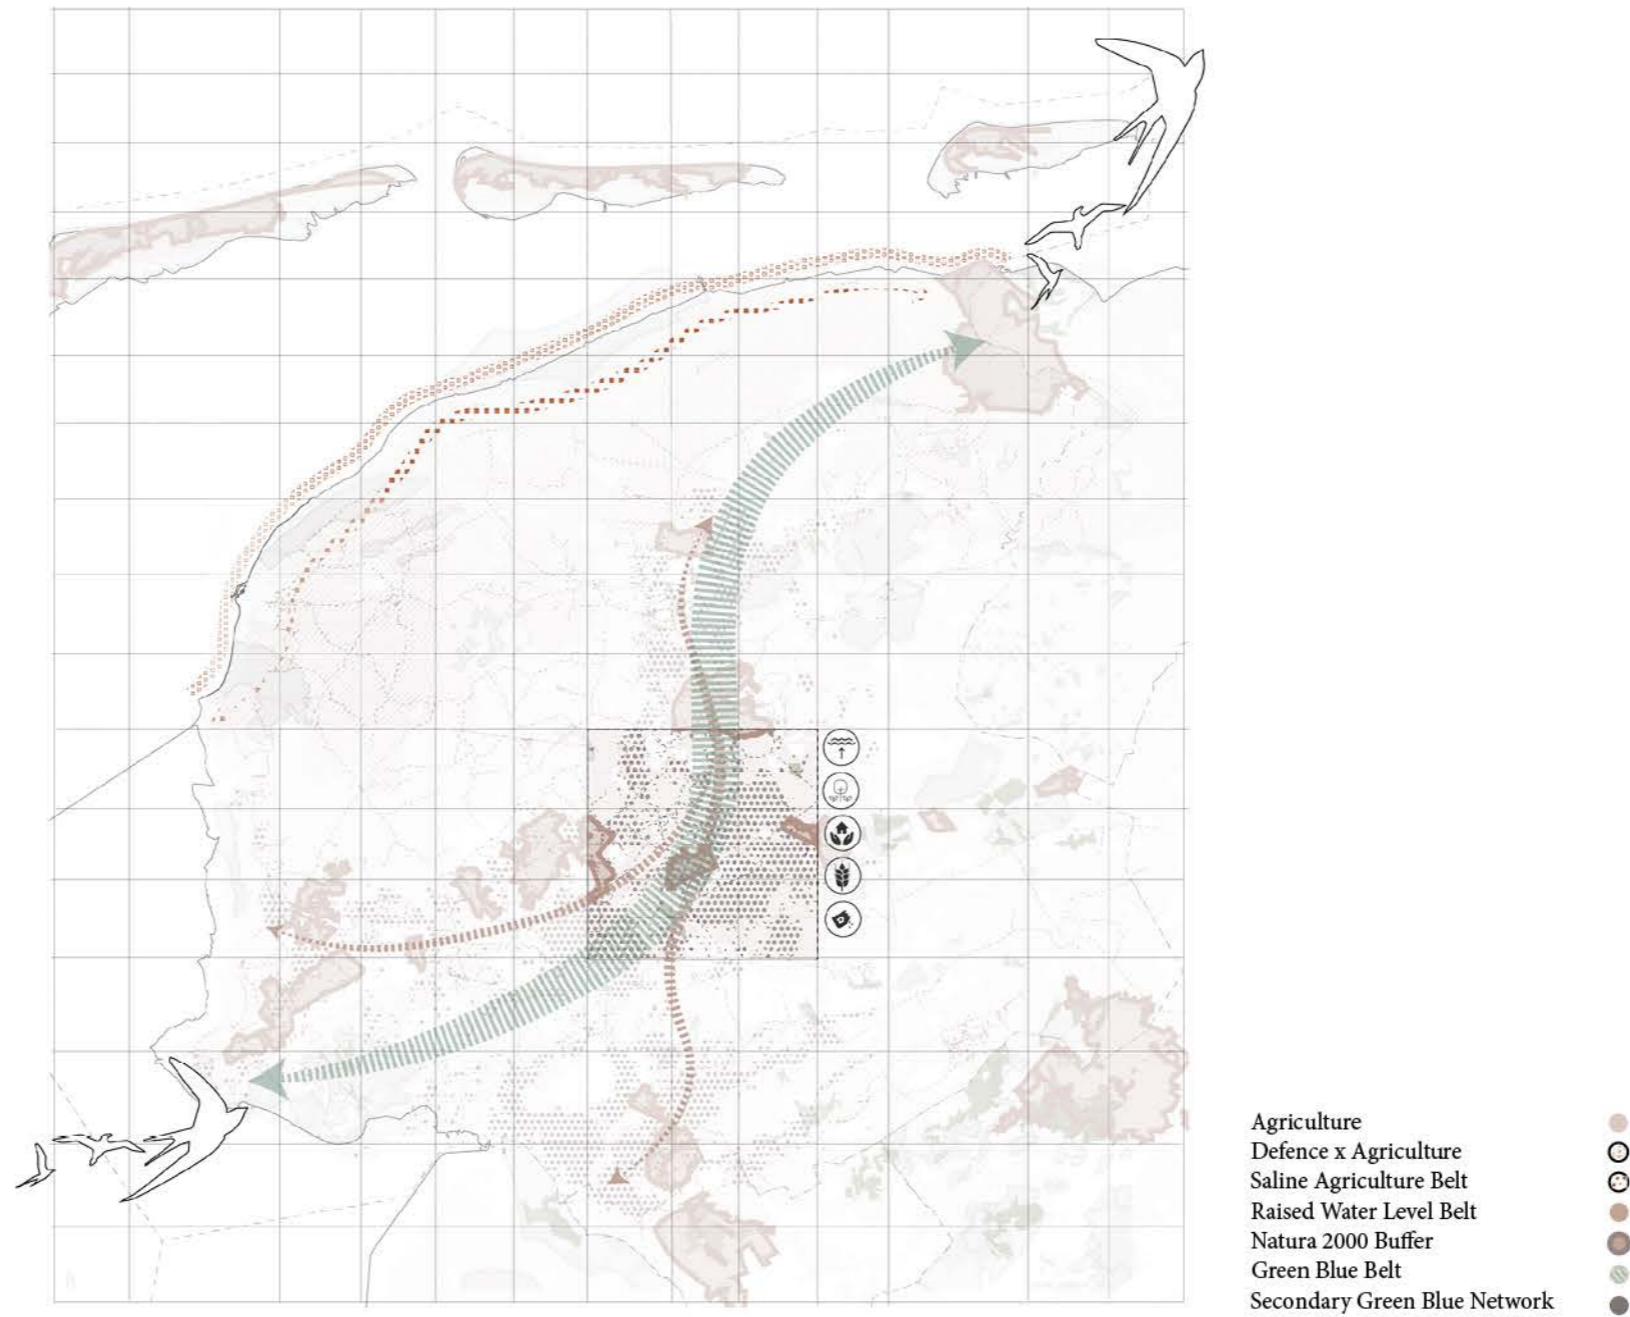 Agriculture
Defence x Agriculture
Saline Agriculture Belt
Raised Water Level Belt
Natura 2000 Buffer
Green Blue Belt
Secondary Green Blue Network